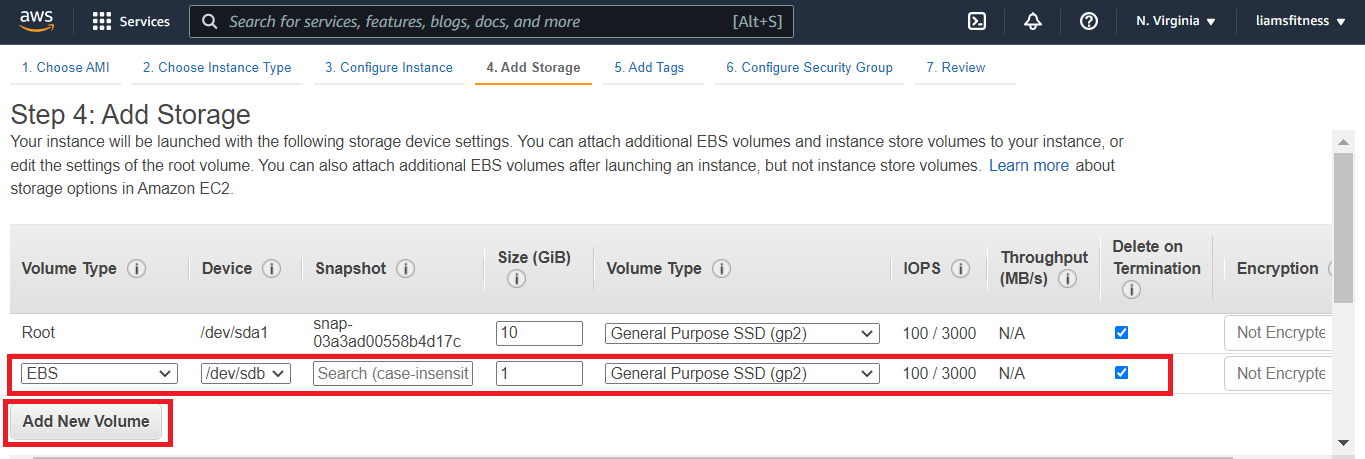 aws
Services
Search for services, features, blogs, docs, and more
[Alt+S]
N. Virginia
liamsfitness
1. Choose AMI
2. Choose Instance Type
3. Configure Instance
4. Add Storage
5. Add Tags
6. Configure Security Group
7. Review
Step 4: Add Storage
Your instance will be launched with the following storage device settings. You can attach additional EBS volumes and instance store volumes to your instance, or
edit the settings of the root volume. You can also attach additional EBS volumes after launching an instance, but not instance store volumes. Learn more about
storage options in Amazon EC2.
Volume Type
Device
Snapshot
Size (GiB)
Volume Type
IOPS
Throughput
(MB/s)
Delete on
Termination
Encryption
Root
/dev/sda1
snap-
03a3ad00558b4d17c
10
General Purpose SSD (gp2)
100 / 3000
N/A
Not Encrypte
EBS
/dev/sdb
Search (case-insensit
1
General Purpose SSD (gp2)
100 / 3000
N/A
Not Encrypte
Add New Volume